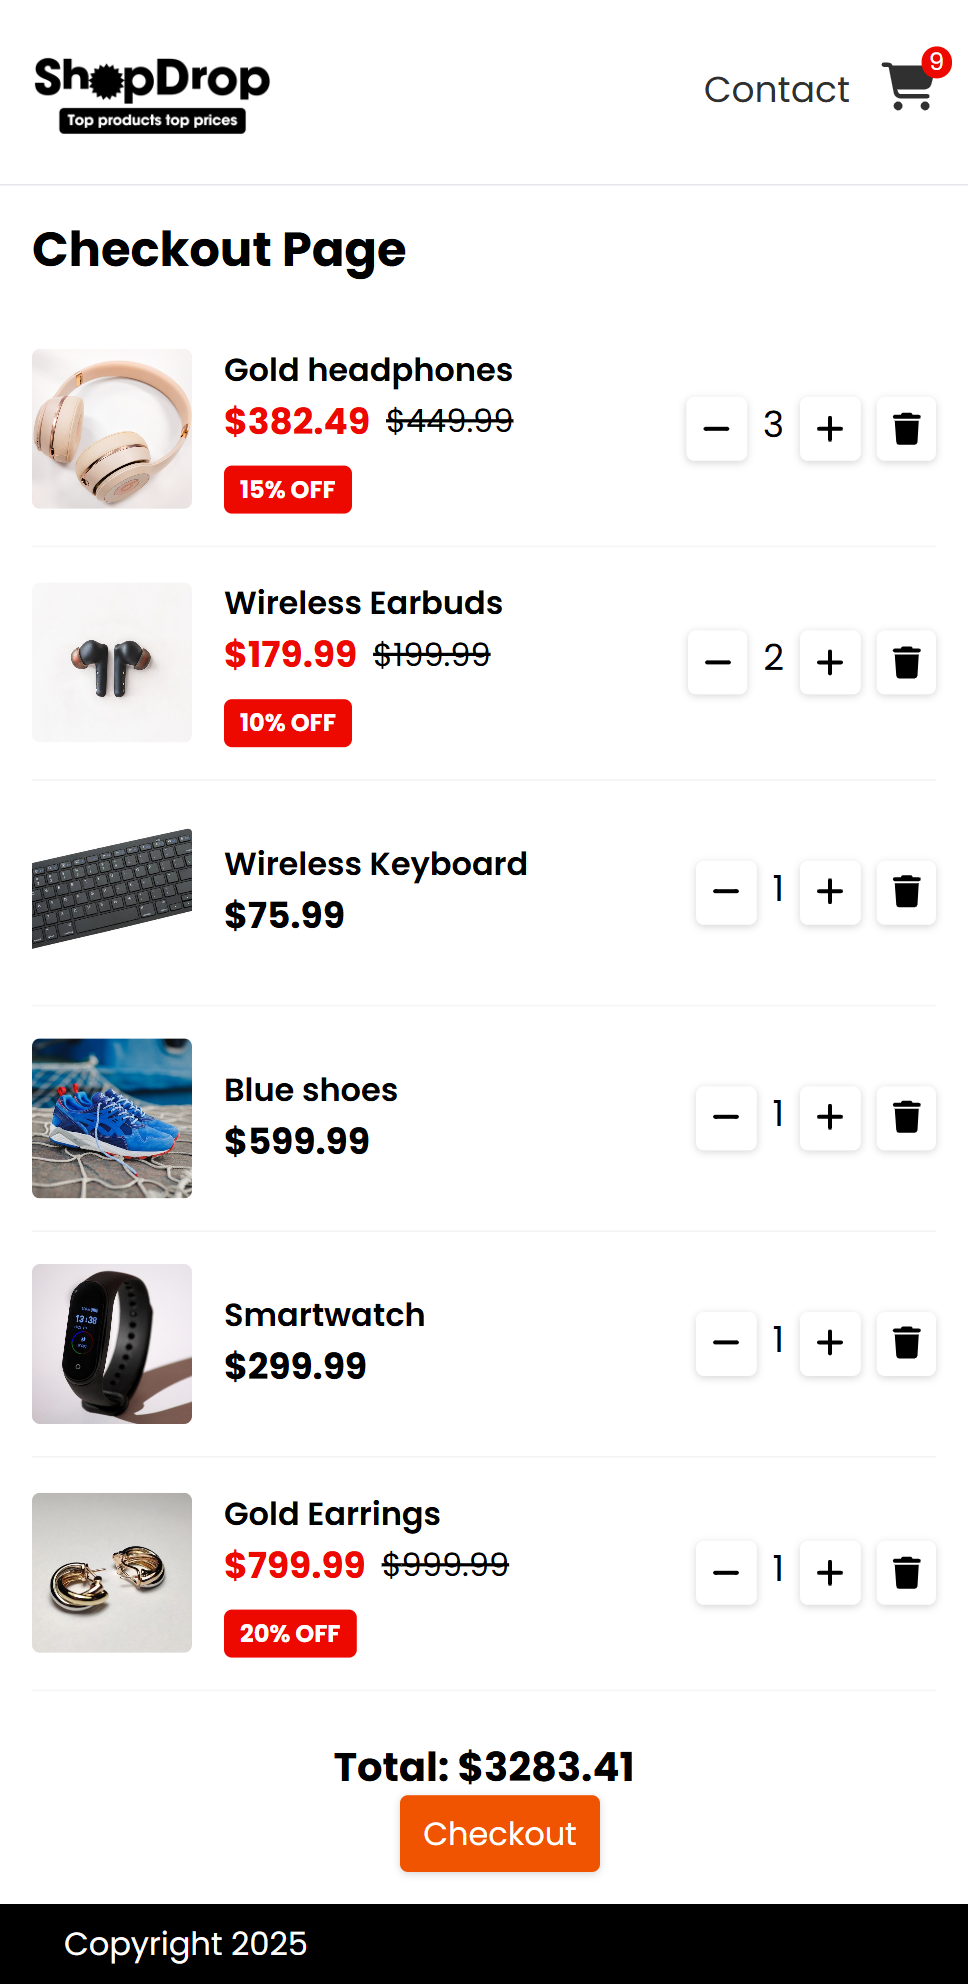 ShopDrop
Top products top prices
Contact
9
Checkout Page
Gold headphones
$382.49 $449.99
15% OFF
3
Wireless Earbuds
$179.99 $199.99
10% OFF
2
Wireless Keyboard
$75.99
1
Blue shoes
$599.99
1
Smartwatch
$299.99
1
13:38
Gold Earrings
$799.99 $999.99
20% OFF
1
Total: $3283.41
Checkout
Copyright 2025